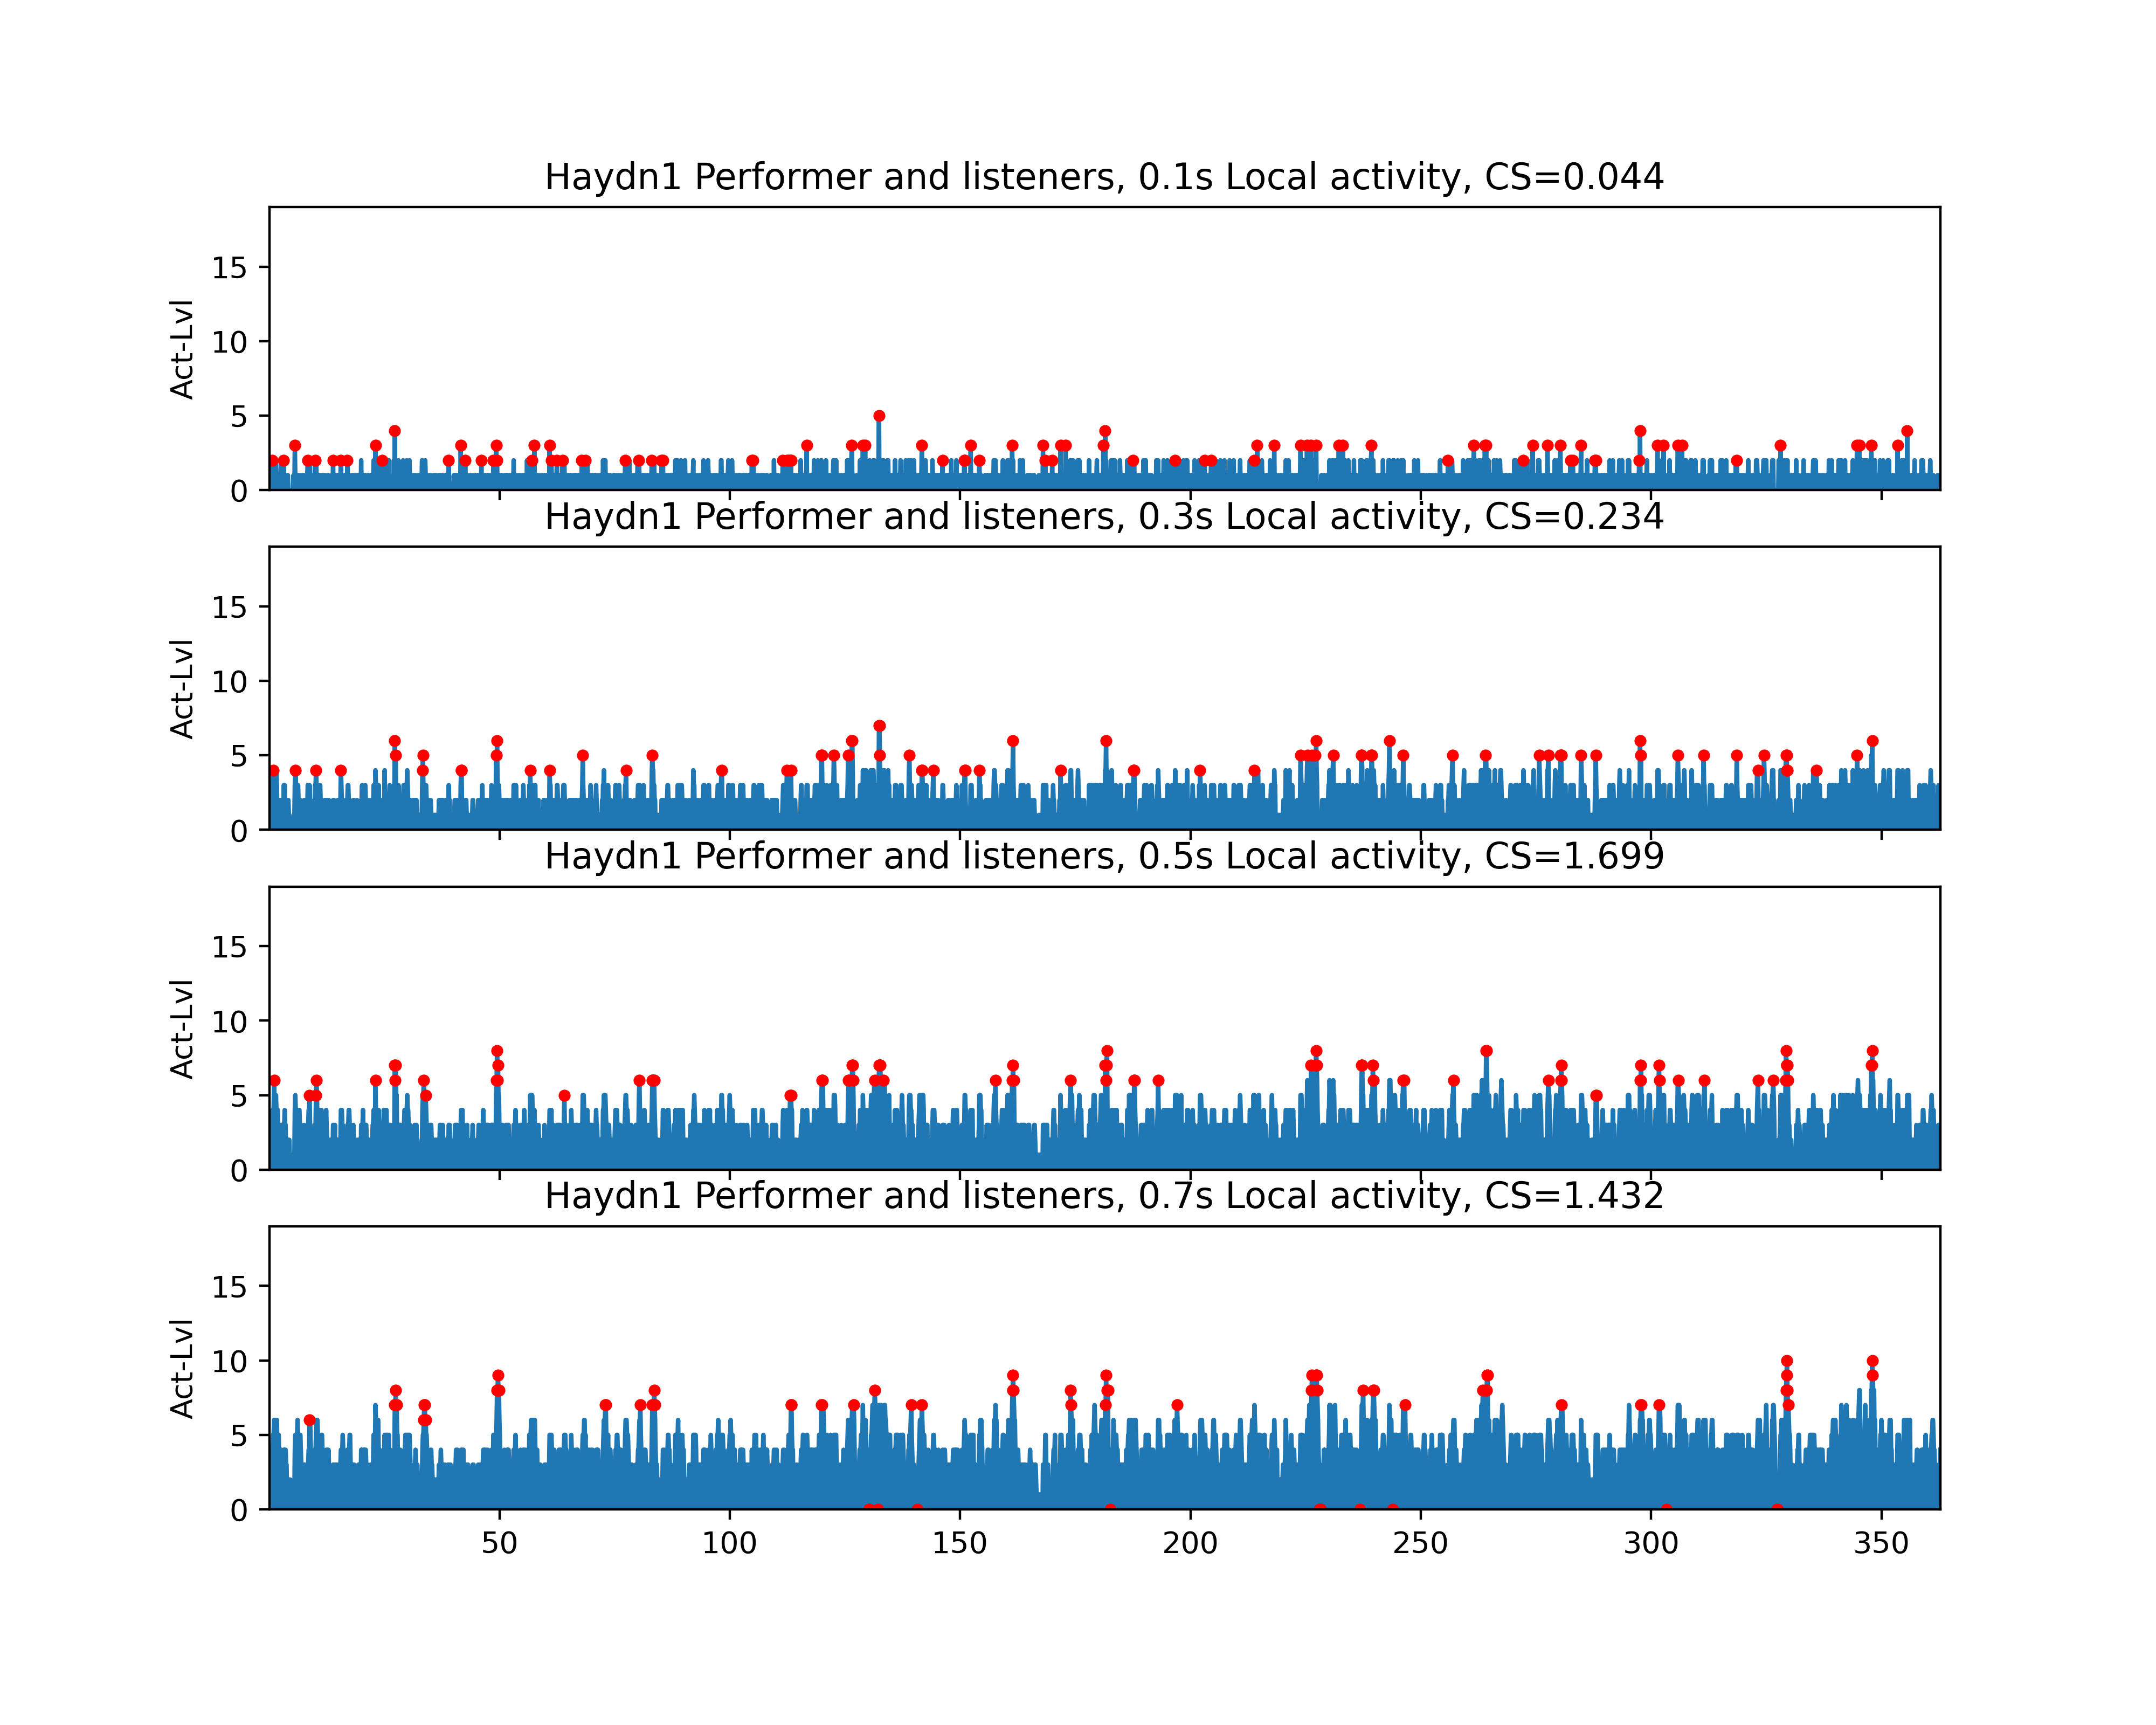 Haydn1 Performer and listeners, 0.1s Local activity, CS=0.044
15
10
5
0
Act-Lvl
Haydn1 Performer and listeners, 0.3s Local activity, CS=0.234
15
10
5
0
Act-Lvl
Haydn1 Performer and listeners, 0.5s Local activity, CS=1.699
15
10
5
0
Act-Lvl
Haydn1 Performer and listeners, 0.7s Local activity, CS=1.432
15
10
5
0
Act-Lvl
50 100 150 200 250 300 350